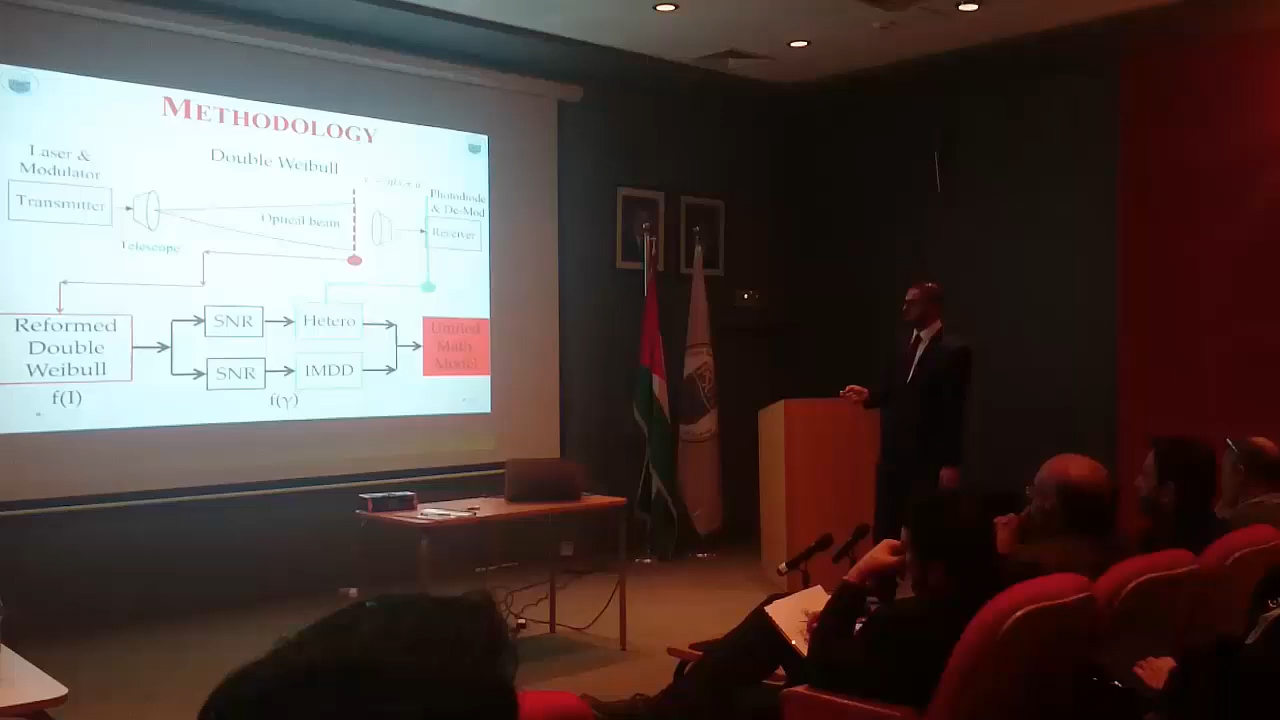 METHODOLOGY
Laser &
Modulator
Double Weibull
Transmitter
Photodiode
& De-Mod
Optical beam
Receiver
Telescope
Reformed
Double
Weibull
SNR
Hetero
SNR
IMDD
Unified
Math
Model
f(I)
f(γ)